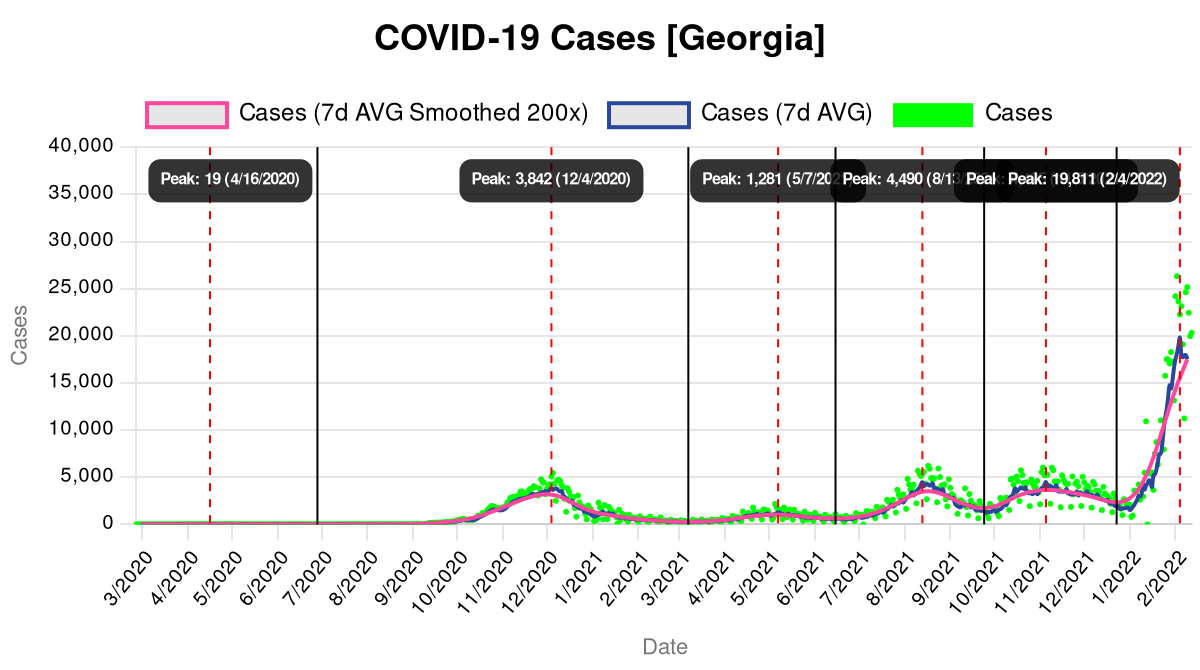 COVID-19 Cases [Georgia]
Cases (7d AVG Smoothed 200x)
Cases (7d AVG)
Cases
40,000
35,000
30,000
25,000
20,000
15,000
10,000
5,000
0
Cases
Peak: 19 (4/16/2020)
Peak: 3,842 (12/4/2020)
Peak: 1,281 (5/7/
Peak: 4,490 (8/
Peak:
Peak: 19,811 (2/4/2022)
3/2020
4/2020
5/2020
6/2020
7/2020
8/2020
9/2020
10/2020
11/2020
12/2020
1/2021
2/2021
3/2021
4/2021
5/2021
6/2021
7/2021
8/2021
9/2021
10/2021
11/2021
12/2021
1/2022
2/2022
Date